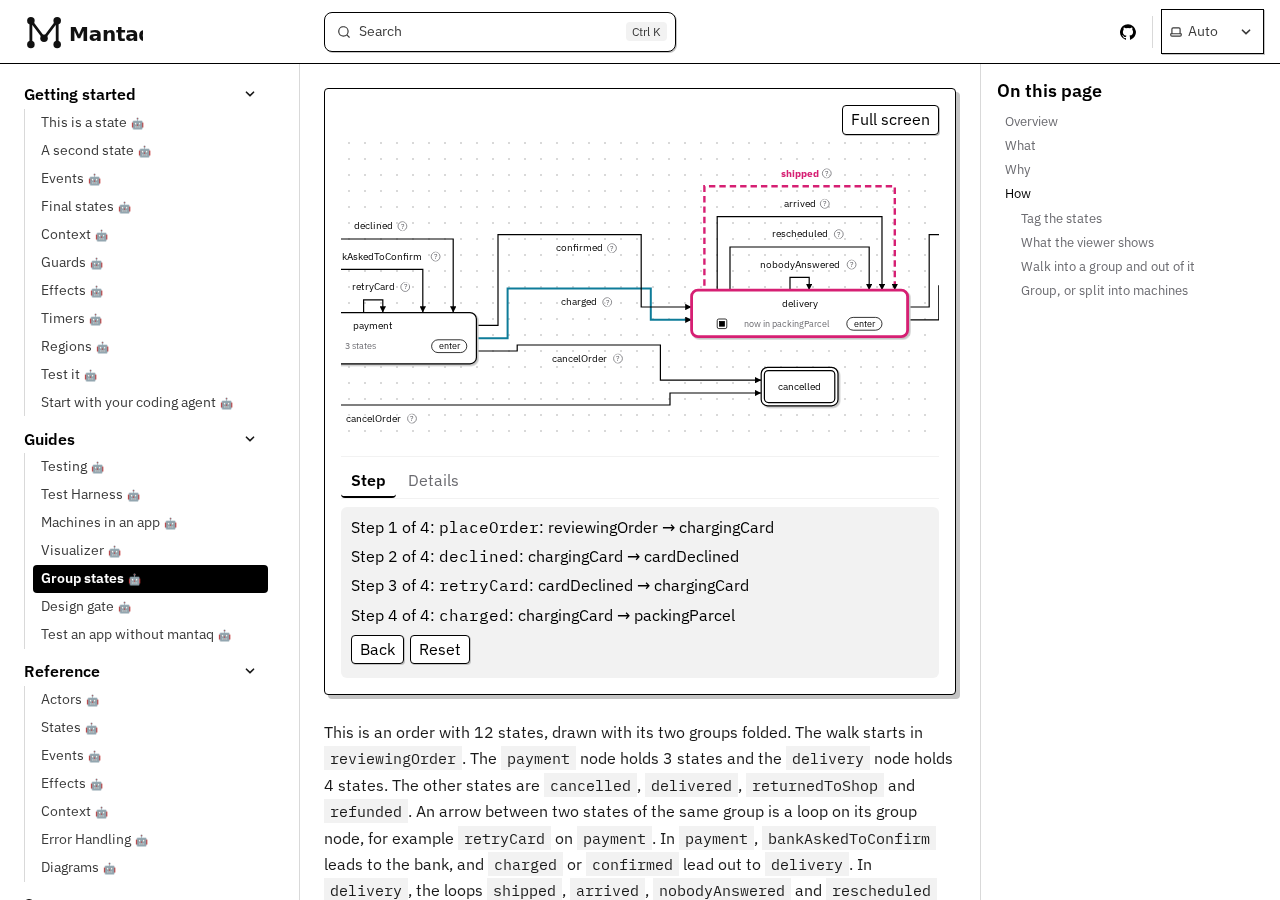 Mantaq
Search
Ctrl K
Auto
Getting started
This is a state 🤖
A second state 🤖
Events 🤖
Final states 🤖
Context 🤖
Guards 🤖
Effects 🤖
Timers 🤖
Regions 🤖
Test it 🤖
Start with your coding agent 🤖
Guides
Testing 🤖
Test Harness 🤖
Machines in an app 🤖
Visualizer 🤖
Group states 🤖
Design gate 🤖
Test an app without mantaq 🤖
Reference
Actors 🤖
States 🤖
Events 🤖
Effects 🤖
Context 🤖
Error Handling 🤖
Diagrams 🤖
Full screen
shipped ?
arrived ?
declined ?
rescheduled ?
confirmed ?
kAskedToConfirm ?
nobodyAnswered ?
retryCard ?
charged ?
delivery
payment
now in packingParcel
enter
3 states
enter
cancelOrder ?
cancelled
cancelOrder ?
Step
Details
Step 1 of 4: placeOrder: reviewingOrder → chargingCard
Step 2 of 4: declined: chargingCard → cardDeclined
Step 3 of 4: retryCard: cardDeclined → chargingCard
Step 4 of 4: charged: chargingCard → packingParcel
Back
Reset
This is an order with 12 states, drawn with its two groups folded. The walk starts in
reviewingOrder . The payment node holds 3 states and the delivery node holds
4 states. The other states are cancelled , delivered , returnedToShop and
refunded . An arrow between two states of the same group is a loop on its group
node, for example retryCard on payment . In payment , bankAskedToConfirm
leads to the bank, and charged or confirmed lead out to delivery . In
delivery , the loops shipped , arrived , nobodyAnswered and rescheduled
On this page
Overview
What
Why
How
Tag the states
What the viewer shows
Walk into a group and out of it
Group, or split into machines